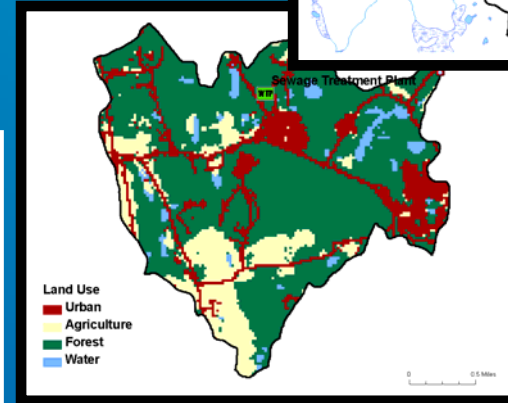 Sewage Treatment Plant
WTP
Land Use
Urban
Agriculture
Forest
Water
0 0.5 Miles